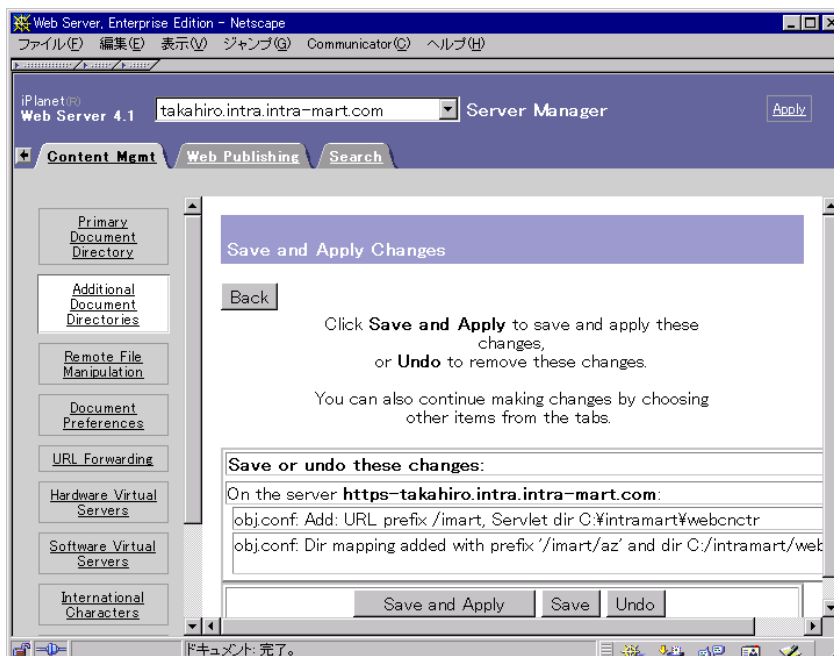 Web Server, Enterprise Edition - Netscape
ファイル(F) 編集(E) 表示(V) ジャンプ(G) Communicator(C) ヘルプ(H)
iPlanet(R)
Web Server 4.1
takahiro.intra.intra-mart.com
Server Manager
Apply
Content Mgmt
Web Publishing
Search
Primary
Document
Directory
Additional
Document
Directories
Remote File
Manipulation
Document
Preferences
URL Forwarding
Hardware Virtual
Servers
Software Virtual
Servers
International
Characters
Save and Apply Changes
Back
Click Save and Apply to save and apply these
changes,
or Undo to remove these changes.
You can also continue making changes by choosing
other items from the tabs.
Save or undo these changes:
On the server https-takahiro.intra.intra-mart.com:
obj.conf: Add: URL prefix /imart, Servlet dir C:¥intramart¥webcnctr
obj.conf: Dir mapping added with prefix '/imart/az' and dir C:/intramart/web
Save and Apply
Save
Undo
ドキュメント: 完了。